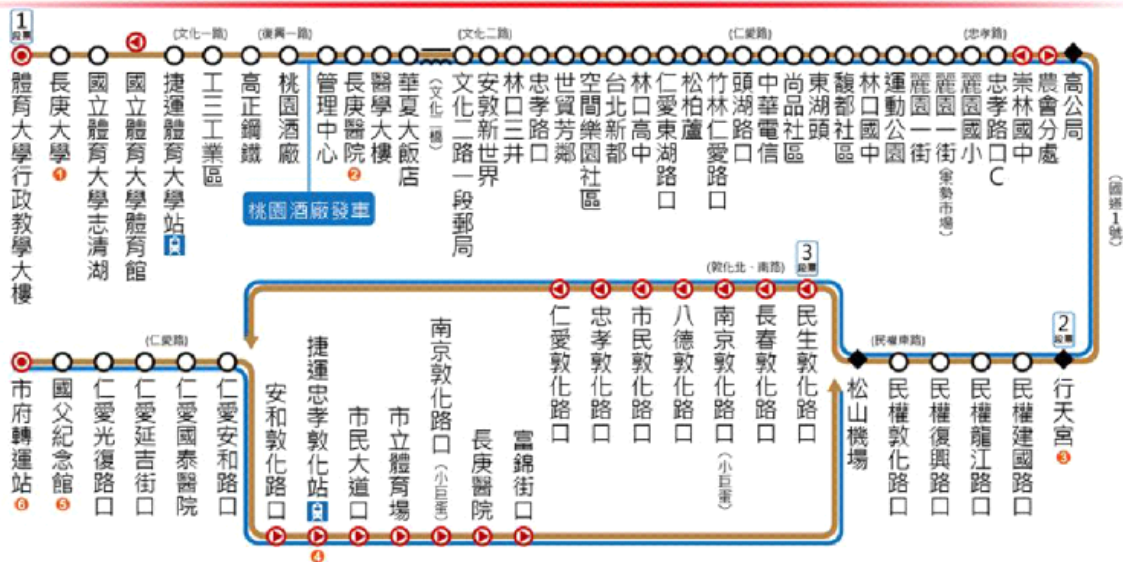 1
段票
(文化一路)
(復興一路)
(文化二路)
(仁愛路)
(忠孝路)
體育大學行政教學大樓
長庚大學
1
國立體育大學志清湖
國立體育大學體育館
捷運體育大學站
工三工業區
高正鋼鐵
桃園酒廠
管理中心
長庚醫院
2
醫學大樓
華夏大飯店
(文化一橋)
文化二路一段郵局
安敦新世界
林口三井
忠孝路口
世貿芳鄰
空間樂園社區
台北新都
林口高中
仁愛東湖路口
松柏蘆
竹林仁愛路口
頭湖路口
中華電信
尚品社區
東湖頭
馥都社區
林口國中
運動公園
麗園一街
麗園一街(東勢市場)
麗園國小
忠孝路口C
崇林國中
農會分處
高公局
桃園酒廠發車
(國道1號)
(敦化北、南路)
3
段票
仁愛敦化路口
忠孝敦化路口
市民敦化路口
八德敦化路口
南京敦化路口(小巨蛋)
長春敦化路口
民生敦化路口
(民權東路)
2
段票
松山機場
民權敦化路口
民權復興路口
民權龍江路口
民權建國路口
行天宮
3
(仁愛路)
市府轉運站
6
國父紀念館
5
仁愛光復路口
仁愛延吉街口
仁愛國泰醫院
仁愛安和路口
安和敦化路口
捷運忠孝敦化站
4
市民大道口
市立體育場
南京敦化路口(小巨蛋)
長庚醫院
富錦街口